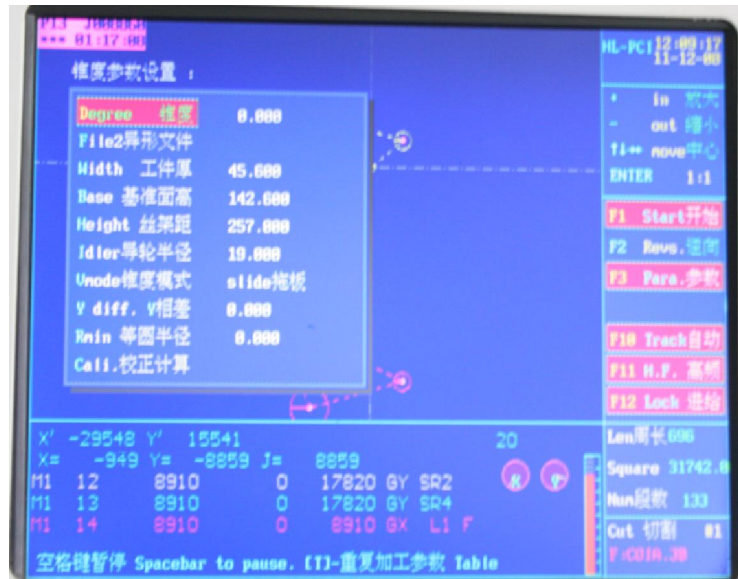 *** 01:17:00
锥度参数设置 :
Degree 锥度 0.000
File2异形文件
Width 工件厚 45.600
Base 基准面高 142.600
Height 丝架距 257.000
Idler导轮半径 19.000
Vmode锥度模式 slide拖板
Y diff. Y相差 0.000
Rmin 等圆半径 0.000
Cali.校正计算
HL-PCI 12:09:17
11-12-00
+ in 放大
- out 缩小
↑↓↔ move中心
ENTER 1:1
F1 Start开始
F2 Revs.逆向
F3 Para.参数
F10 Track自动
F11 H.F. 高频
F12 Lock 进给
Len周长696
Square 31742.0
Num段数 133
Cut 切割 01
F:COIA.3B
X' -29548 Y' 15541 20
X= -949 Y= -8859 J= 8859
M1 12 8910 0 17820 GY SR2
X Y
M1 13 8910 0 17820 GY SR4
M1 14 8910 0 8910 GX L1 F
空格键暂停 Spacebar to pause. [T]-重复加工参数 Table